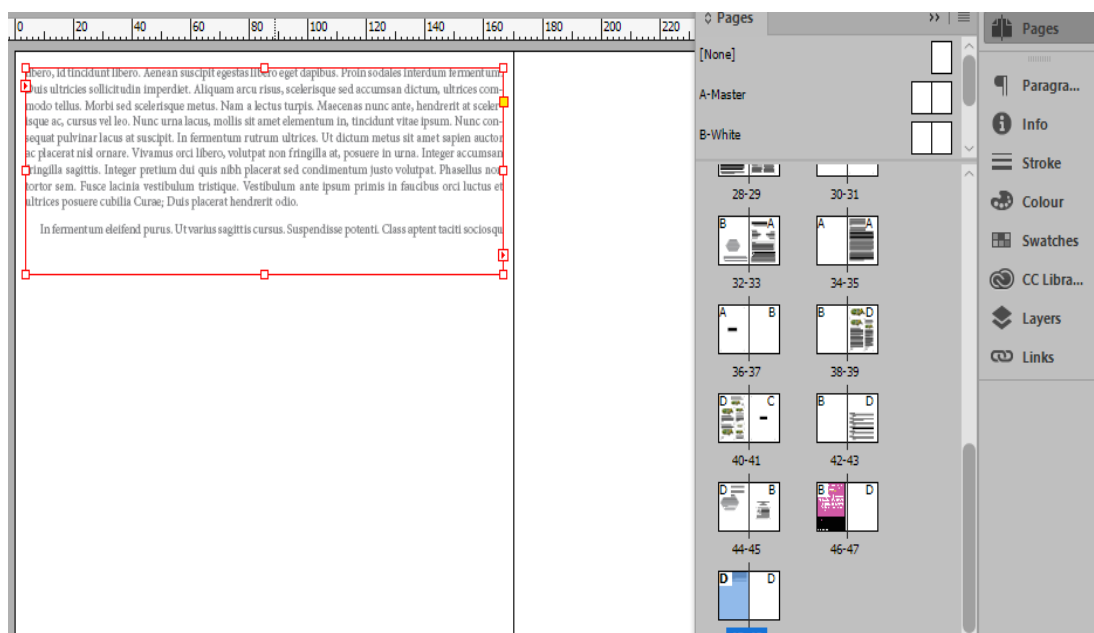 0 20 40 60 80 100 120 140 160 180 200 220
libero, id tincidunt libero. Aenean suscipit egestas libero eget dapibus. Proin sodales interdum fermentum.
Duis ultricies sollicitudin imperdiet. Aliquam arcu risus, scelerisque sed accumsan dictum, ultrices com-
modo tellus. Morbi sed scelerisque metus. Nam a lectus turpis. Maecenas nunc ante, hendrerit at sceler-
isque ac, cursus vel leo. Nunc urna lacus, mollis sit amet elementum in, tincidunt vitae ipsum. Nunc con-
sequat pulvinar lacus at suscipit. In fermentum rutrum ultrices. Ut dictum metus sit amet sapien auctor
ac placerat nisl ornare. Vivamus orci libero, volutpat non fringilla at, posuere in urna. Integer accumsan
fringilla sagittis. Integer pretium dui quis nibh placerat sed condimentum justo volutpat. Phasellus non
tortor sem. Fusce lacinia vestibulum tristique. Vestibulum ante ipsum primis in faucibus orci luctus et
ultrices posuere cubilia Curae; Duis placerat hendrerit odio.
In fermentum eleifend purus. Ut varius sagittis cursus. Suspendisse potenti. Class aptent taciti sociosqu
Pages
[None]
A-Master
B-White
28-29 30-31
B A A A
32-33 34-35
A B B D
36-37 38-39
D C B D
40-41 42-43
D B B D
44-45 46-47
D D
Pages
Paragra...
Info
Stroke
Colour
Swatches
CC Libra...
Layers
Links